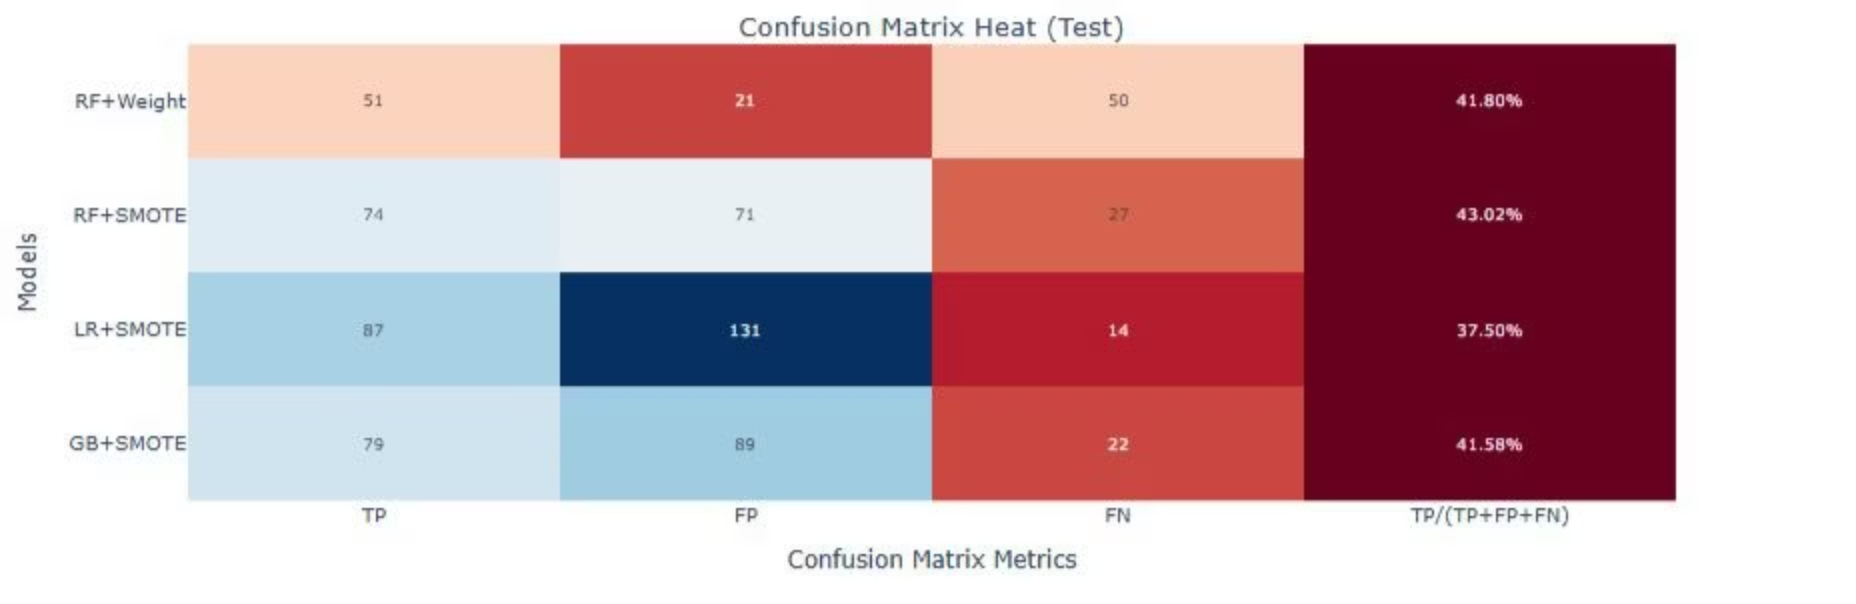 Confusion Matrix Heat (Test)
RF+Weight 51 21 50 41.80%
RF+SMOTE 74 71 27 43.02%
LR+SMOTE 87 131 14 37.50%
GB+SMOTE 79 89 22 41.58%
Models
TP FP FN TP/(TP+FP+FN)
Confusion Matrix Metrics